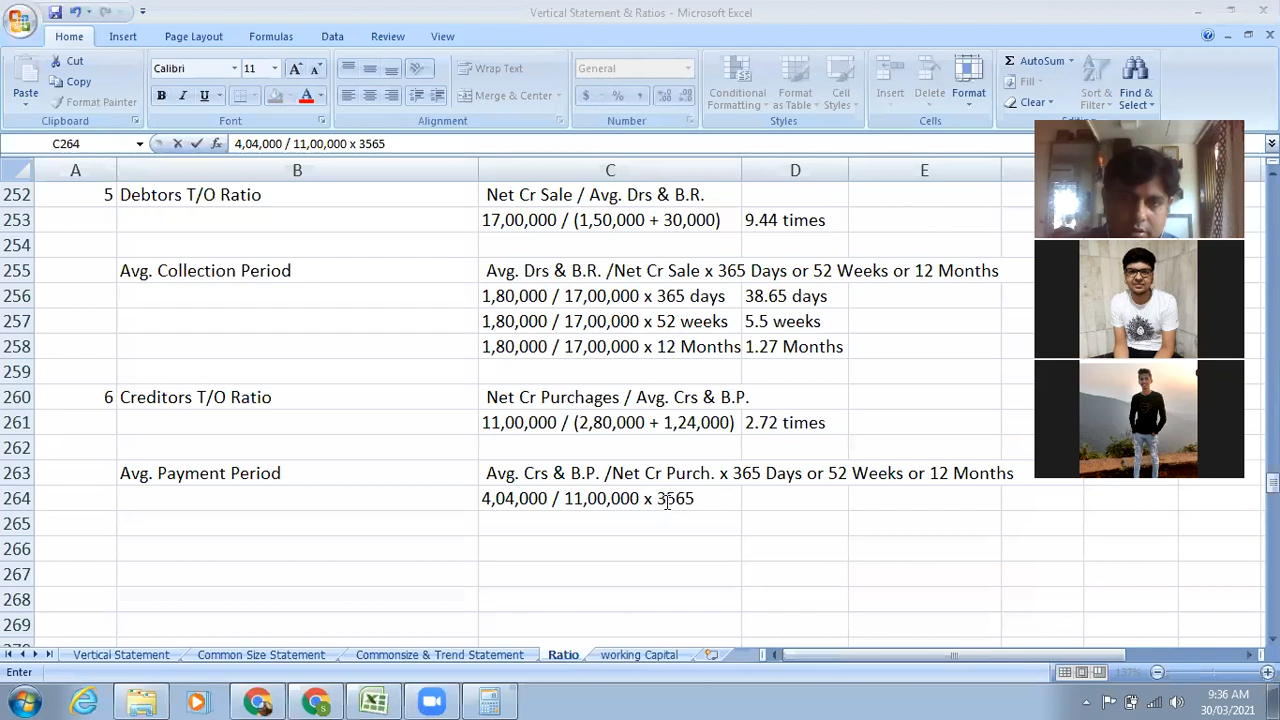 Vertical Statement & Ratios - Microsoft Excel
Home Insert Page Layout Formulas Data Review View
Cut
Copy
Format Painter
Paste
Clipboard
Calibri 11
B I U
Font
Wrap Text
Merge & Center
Alignment
General
$ % ,
Number
Conditional Formatting
Format as Table
Cell Styles
Styles
Insert Delete Format
Cells
AutoSum
Fill
Clear
Sort & Filter
Find & Select
Editing
C264 4,04,000 / 11,00,000 x 3565
A B C D E
252 5 Debtors T/O Ratio Net Cr Sale / Avg. Drs & B.R.
253 17,00,000 / (1,50,000 + 30,000) 9.44 times
254
255 Avg. Collection Period Avg. Drs & B.R. /Net Cr Sale x 365 Days or 52 Weeks or 12 Months
256 1,80,000 / 17,00,000 x 365 days 38.65 days
257 1,80,000 / 17,00,000 x 52 weeks 5.5 weeks
258 1,80,000 / 17,00,000 x 12 Months 1.27 Months
259
260 6 Creditors T/O Ratio Net Cr Purchages / Avg. Crs & B.P.
261 11,00,000 / (2,80,000 + 1,24,000) 2.72 times
262
263 Avg. Payment Period Avg. Crs & B.P. /Net Cr Purch. x 365 Days or 52 Weeks or 12 Months
264 4,04,000 / 11,00,000 x 3565
265
266
267
268
269
Vertical Statement Common Size Statement Commonsize & Trend Statement Ratio working Capital
Enter 137%
9:36 AM
30/03/2021